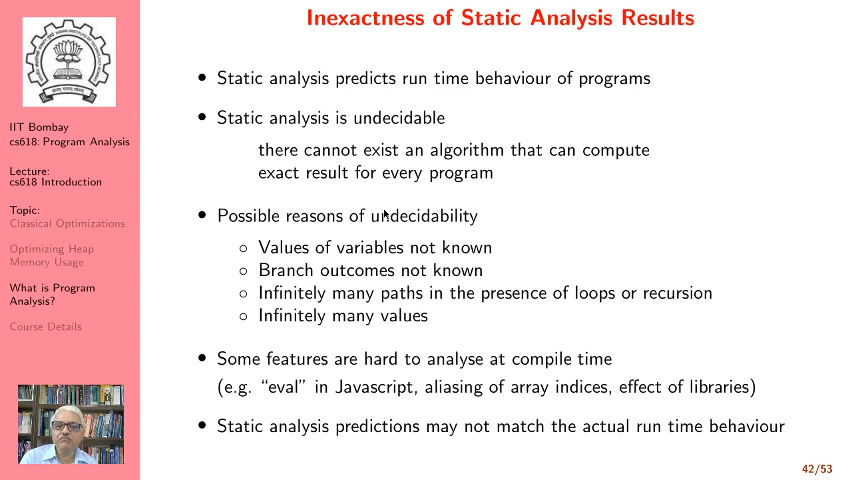 Inexactness of Static Analysis Results
IIT Bombay
cs618: Program Analysis
Lecture:
cs618 Introduction
Topic:
Classical Optimizations
Optimizing Heap
Memory Usage
What is Program
Analysis?
Course Details
• Static analysis predicts run time behaviour of programs
• Static analysis is undecidable
there cannot exist an algorithm that can compute
exact result for every program
• Possible reasons of undecidability
○ Values of variables not known
○ Branch outcomes not known
○ Infinitely many paths in the presence of loops or recursion
○ Infinitely many values
• Some features are hard to analyse at compile time
(e.g. “eval” in Javascript, aliasing of array indices, effect of libraries)
• Static analysis predictions may not match the actual run time behaviour
42/53